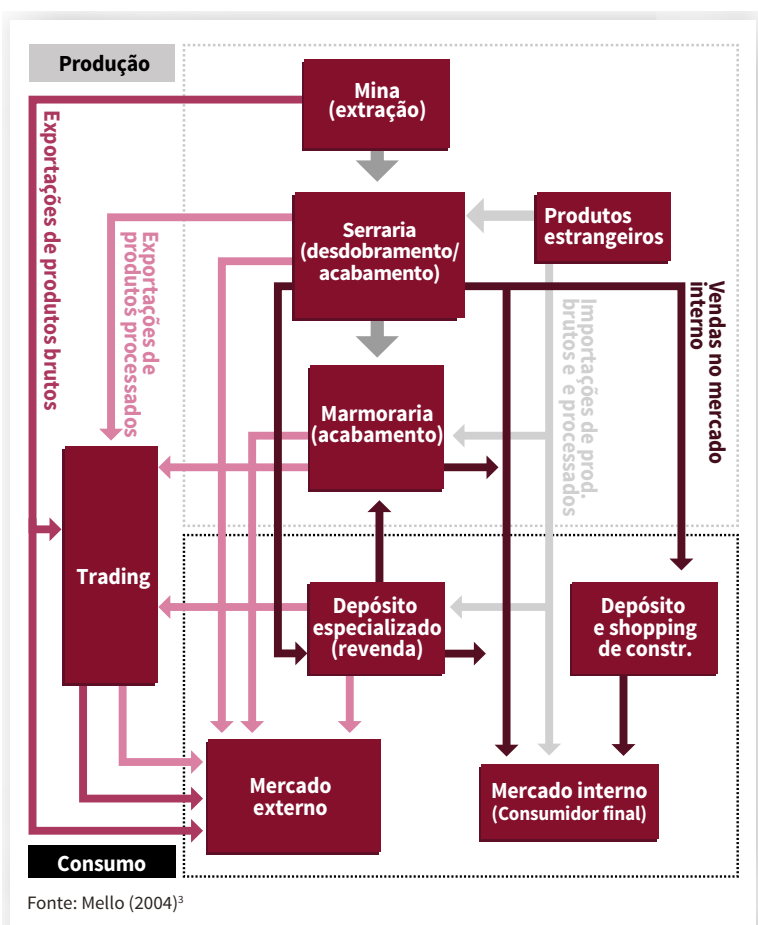 Produção
Mina
(extração)
Exportações de produtos brutos
Exportações de
produtos processados
Serraria
(desdobramento/
acabamento)
Produtos
estrangeiros
Vendas no mercado
interno
Importações de prod.
brutos e e processados
Marmoraria
(acabamento)
Trading
Depósito
especializado
(revenda)
Depósito
e shopping
de constr.
Mercado
externo
Mercado interno
(Consumidor final)
Consumo
Fonte: Mello (2004)³